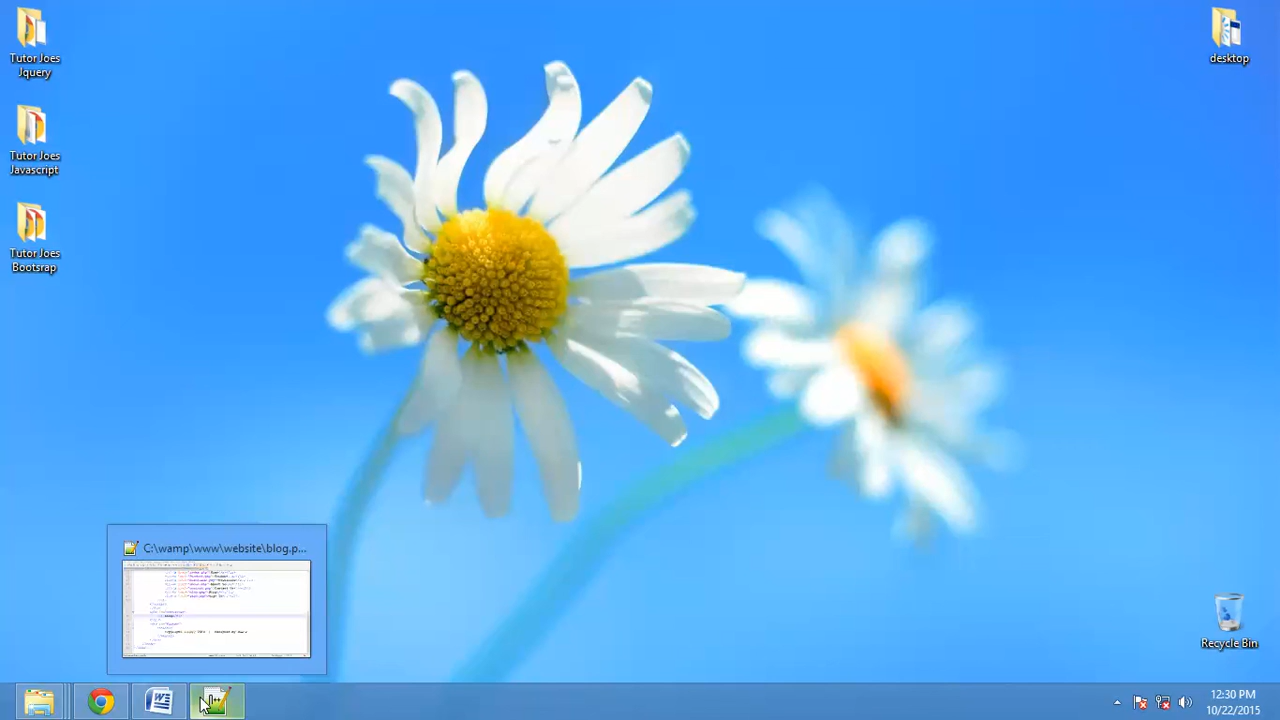 Tutor Joes
Jquery
Tutor Joes
Javascript
Tutor Joes
Bootsrap
desktop
Recycle Bin
C:\wamp\www\website\blog.p...
12:30 PM
10/22/2015